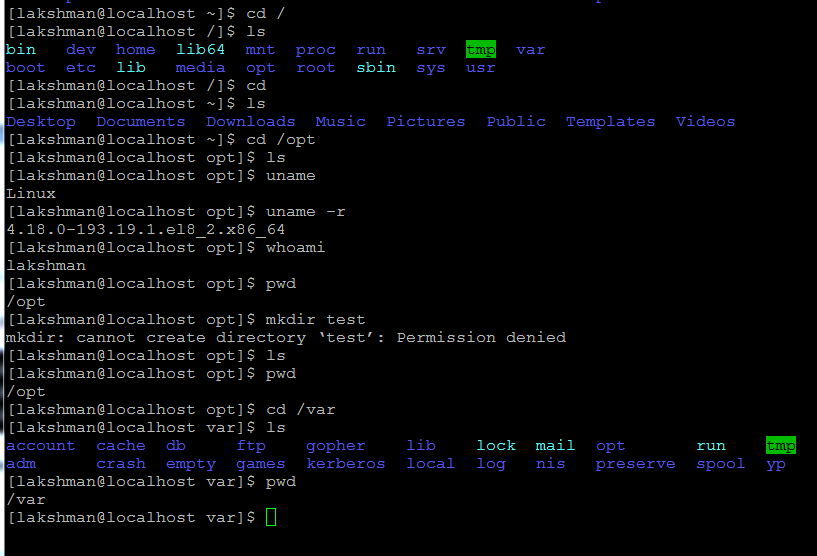 [lakshman@localhost ~]$ cd /
[lakshman@localhost /]$ ls
bin   dev  home  lib64  mnt  proc  run   srv  tmp  var
boot  etc  lib   media  opt  root  sbin  sys  usr
[lakshman@localhost /]$ cd
[lakshman@localhost ~]$ ls
Desktop  Documents  Downloads  Music  Pictures  Public  Templates  Videos
[lakshman@localhost ~]$ cd /opt
[lakshman@localhost opt]$ ls
[lakshman@localhost opt]$ uname
Linux
[lakshman@localhost opt]$ uname -r
4.18.0-193.19.1.el8_2.x86_64
[lakshman@localhost opt]$ whoami
lakshman
[lakshman@localhost opt]$ pwd
/opt
[lakshman@localhost opt]$ mkdir test
mkdir: cannot create directory ‘test’: Permission denied
[lakshman@localhost opt]$ ls
[lakshman@localhost opt]$ pwd
/opt
[lakshman@localhost opt]$ cd /var
[lakshman@localhost var]$ ls
account  cache  db     ftp    gopher    lib    lock  mail  opt       run    tmp
adm      crash  empty  games  kerberos  local  log   nis   preserve  spool  yp
[lakshman@localhost var]$ pwd
/var
[lakshman@localhost var]$